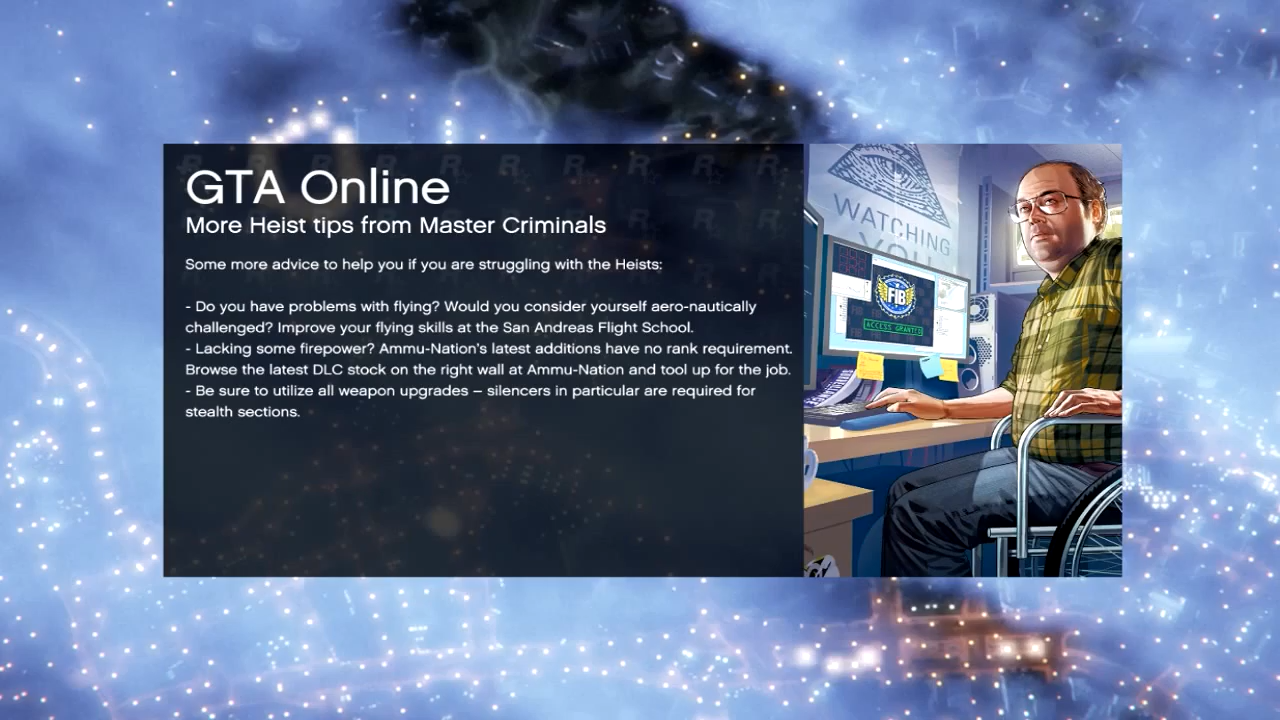 GTA Online
More Heist tips from Master Criminals
Some more advice to help you if you are struggling with the Heists:
- Do you have problems with flying? Would you consider yourself aero-nautically
challenged? Improve your flying skills at the San Andreas Flight School.
- Lacking some firepower? Ammu-Nation's latest additions have no rank requirement.
Browse the latest DLC stock on the right wall at Ammu-Nation and tool up for the job.
- Be sure to utilize all weapon upgrades – silencers in particular are required for
stealth sections.
WATCHING
YOU
FIB
ACCESS GRANTED